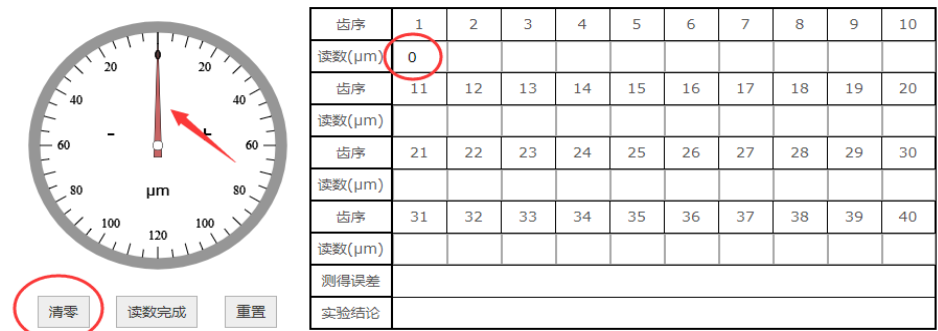 0
20 20
40 40
- +
60 60
80 μm 80
100 100
120
清零 读数完成 重置
齿序 1 2 3 4 5 6 7 8 9 10
读数(μm) 0
齿序 11 12 13 14 15 16 17 18 19 20
读数(μm)
齿序 21 22 23 24 25 26 27 28 29 30
读数(μm)
齿序 31 32 33 34 35 36 37 38 39 40
读数(μm)
测得误差
实验结论